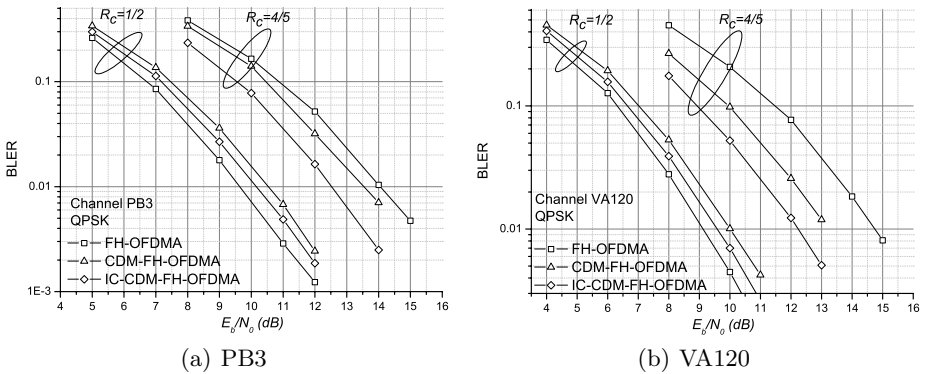 R_C=1/2
R_C=4/5
0.1
0.01
1E-3
BLER
Channel PB3
QPSK
FH-OFDMA
CDM-FH-OFDMA
IC-CDM-FH-OFDMA
4 5 6 7 8 9 10 11 12 13 14 15 16
E_b/N_0 (dB)
(a) PB3
R_C=1/2
R_C=4/5
0.1
0.01
BLER
Channel VA120
QPSK
FH-OFDMA
CDM-FH-OFDMA
IC-CDM-FH-OFDMA
4 5 6 7 8 9 10 11 12 13 14 15 16
E_b/N_0 (dB)
(b) VA120